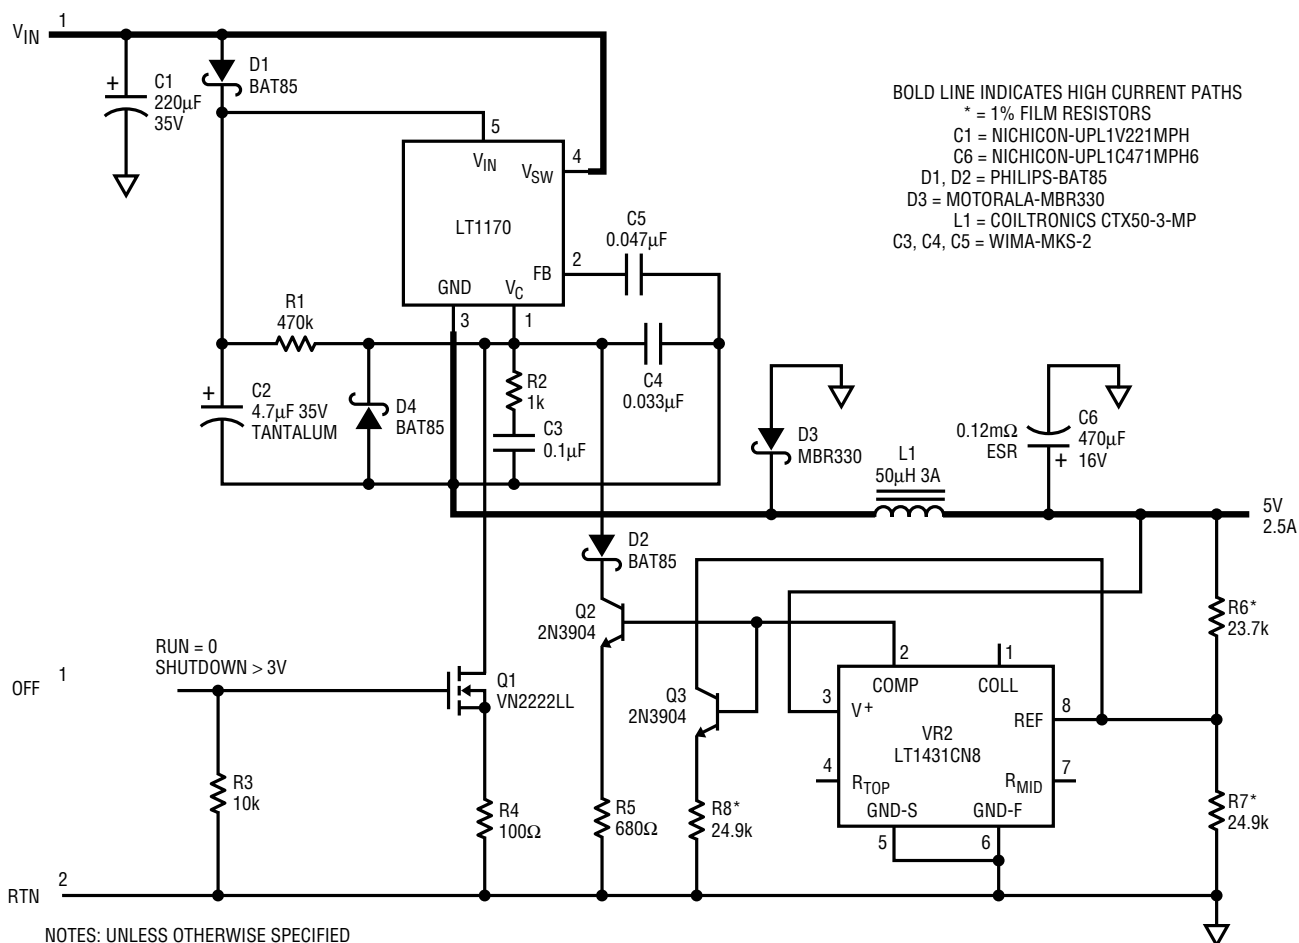 VIN
1
C1
220µF
35V
+
D1
BAT85
5
VIN
4
VSW
LT1170
FB
2
GND
VC
3
1
C5
0.047µF
BOLD LINE INDICATES HIGH CURRENT PATHS
* = 1% FILM RESISTORS
C1 = NICHICON-UPL1V221MPH
C6 = NICHICON-UPL1C471MPH6
D1, D2 = PHILIPS-BAT85
D3 = MOTORALA-MBR330
L1 = COILTRONICS CTX50-3-MP
C3, C4, C5 = WIMA-MKS-2
R1
470k
+
C2
4.7µF 35V
TANTALUM
D4
BAT85
R2
1k
C3
0.1µF
C4
0.033µF
D3
MBR330
L1
50µH 3A
0.12mΩ
ESR
C6
470µF
16V
+
5V
2.5A
D2
BAT85
Q2
2N3904
R6*
23.7k
RUN = 0
SHUTDOWN > 3V
OFF
1
Q1
VN2222LL
Q3
2N3904
2
1
COMP
COLL
3
V+
REF
8
VR2
LT1431CN8
4
RTOP
RMID
7
GND-S
GND-F
5
6
R3
10k
R4
100Ω
R5
680Ω
R8*
24.9k
R7*
24.9k
RTN
2
NOTES: UNLESS OTHERWISE SPECIFIED